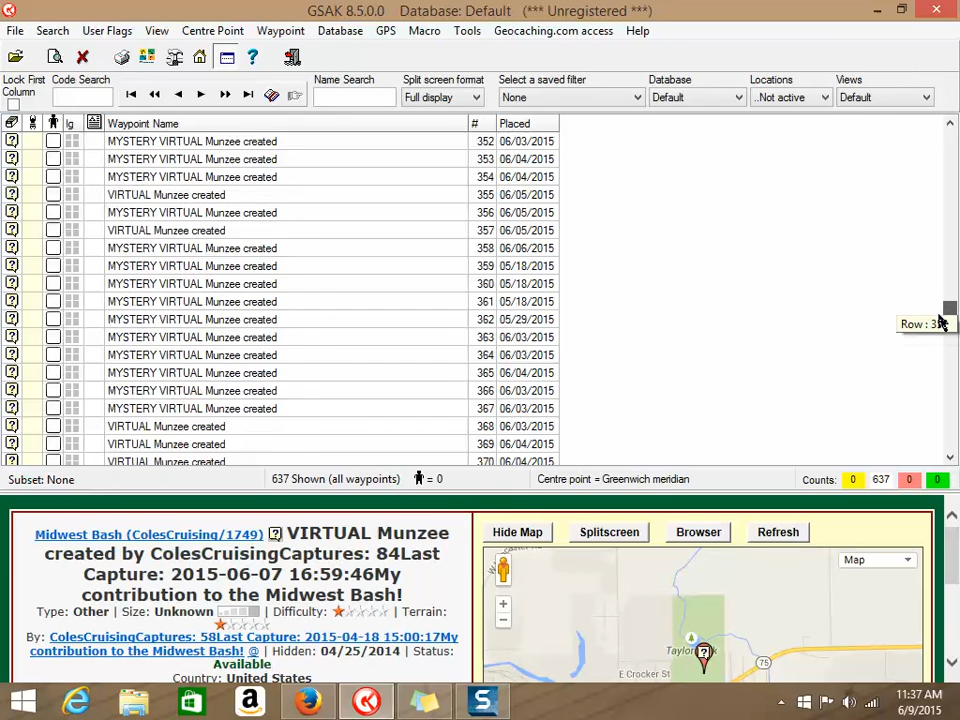 GSAK 8.5.0.0 Database: Default (*** Unregistered ***)
File Search User Flags View Centre Point Waypoint Database GPS Macro Tools Geocaching.com access Help
Lock First Column Code Search Name Search Split screen format Full display Select a saved filter None Database Default Locations ..Not active Views Default
lg Waypoint Name # Placed
MYSTERY VIRTUAL Munzee created 352 06/03/2015
MYSTERY VIRTUAL Munzee created 353 06/04/2015
MYSTERY VIRTUAL Munzee created 354 06/04/2015
VIRTUAL Munzee created 355 06/05/2015
MYSTERY VIRTUAL Munzee created 356 06/05/2015
VIRTUAL Munzee created 357 06/05/2015
MYSTERY VIRTUAL Munzee created 358 06/06/2015
MYSTERY VIRTUAL Munzee created 359 05/18/2015
MYSTERY VIRTUAL Munzee created 360 05/18/2015
MYSTERY VIRTUAL Munzee created 361 05/18/2015
MYSTERY VIRTUAL Munzee created 362 05/29/2015
MYSTERY VIRTUAL Munzee created 363 06/03/2015
MYSTERY VIRTUAL Munzee created 364 06/03/2015
MYSTERY VIRTUAL Munzee created 365 06/04/2015
MYSTERY VIRTUAL Munzee created 366 06/03/2015
MYSTERY VIRTUAL Munzee created 367 06/03/2015
VIRTUAL Munzee created 368 06/03/2015
VIRTUAL Munzee created 369 06/04/2015
VIRTUAL Munzee created 370 06/04/2015
Row :
Subset: None 637 Shown (all waypoints) = 0 Centre point = Greenwich meridian Counts: 0 637 0 0
Midwest Bash (ColesCruising/1749) VIRTUAL Munzee
created by ColesCruisingCaptures: 84Last
Capture: 2015-06-07 16:59:46My
contribution to the Midwest Bash!
Type: Other | Size: Unknown | Difficulty: | Terrain:
By: ColesCruisingCaptures: 58Last Capture: 2015-04-18 15:00:17My
contribution to the Midwest Bash! @ | Hidden: 04/25/2014 | Status:
Available
Country: United States
Hide Map Splitscreen Browser Refresh
Map
E Crocker St
75
11:37 AM
6/9/2015